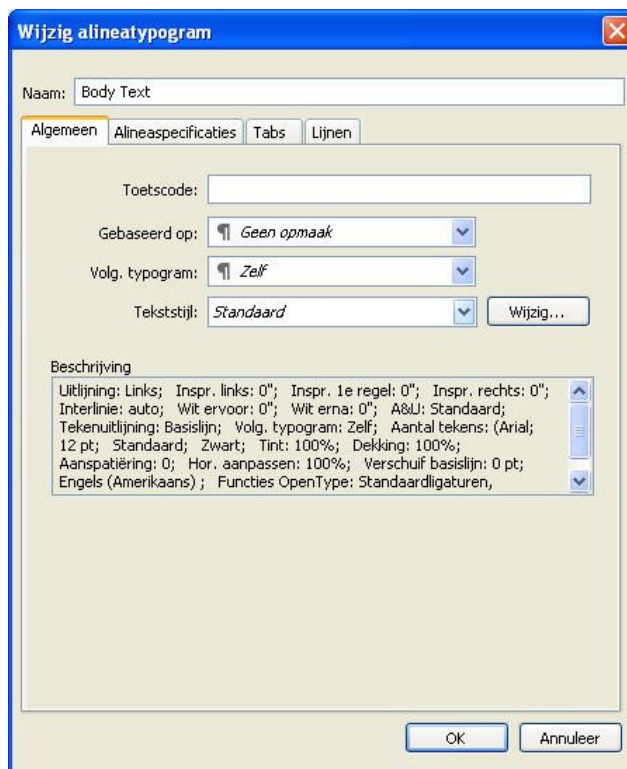 Wijzig alineatypogram
Naam: Body Text
Algemeen Alineaspecificaties Tabs Lijnen
Toetscode:
Gebaseerd op: ¶ Geen opmaak
Volg. typogram: ¶ Zelf
Tekststijl: Standaard Wijzig...
Beschrijving
Uitlijning: Links; Inspr. links: 0"; Inspr. 1e regel: 0"; Inspr. rechts: 0";
Interlinie: auto; Wit ervoor: 0"; Wit erna: 0"; A&U: Standaard;
Tekenuitlijning: Basislijn; Volg. typogram: Zelf; Aantal tekens: (Arial;
12 pt; Standaard; Zwart; Tint: 100%; Dekking: 100%;
Aanspatiëring: 0; Hor. aanpassen: 100%; Verschuif basislijn: 0 pt;
Engels (Amerikaans) ; Functies OpenType: Standaardligaturen,
OK Annuleer